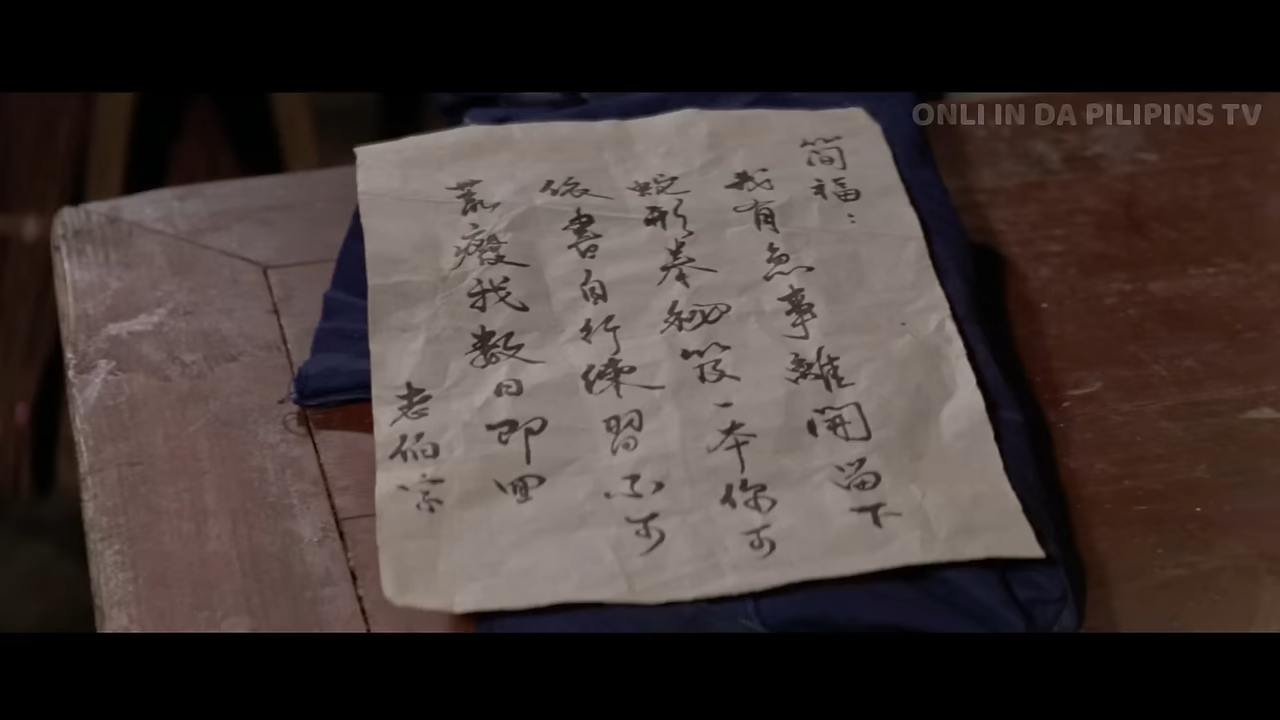 ONLI IN DA PILIPINS TV
简福：
我有急事離開留下
蛇形拳秘笈一本你可
依書自行練習不可
荒廢我数日即囬
老伯字